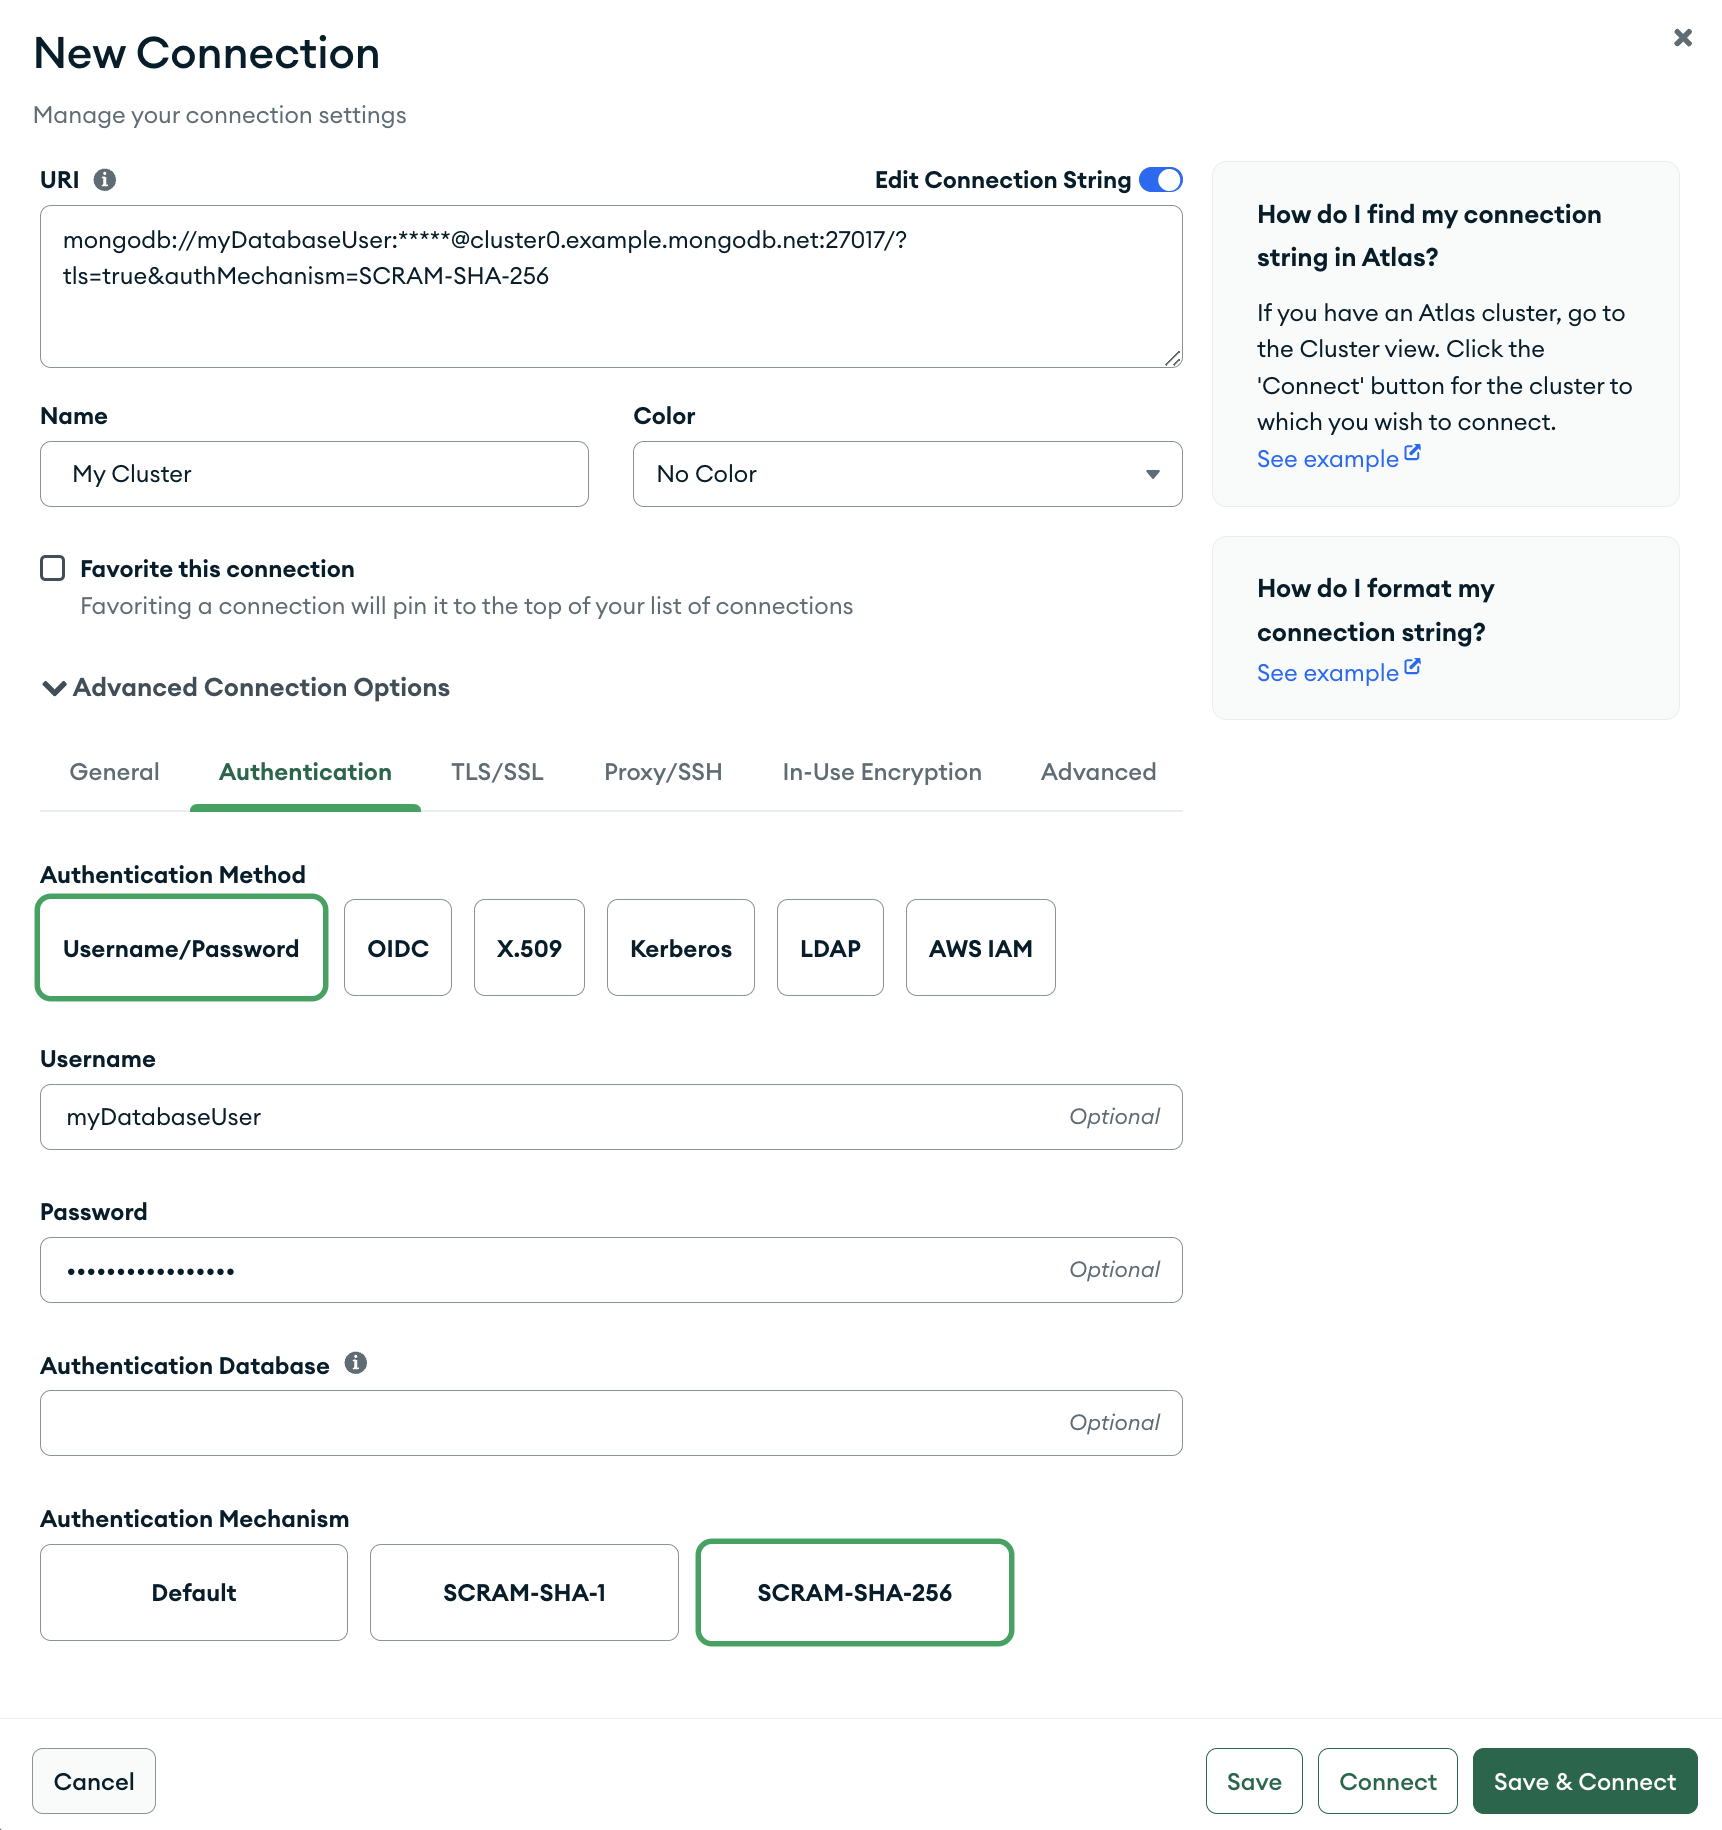 New Connection
Manage your connection settings
URI
Edit Connection String
mongodb://myDatabaseUser:*****@cluster0.example.mongodb.net:27017/?
tls=true&authMechanism=SCRAM-SHA-256
Name
Color
My Cluster
No Color
Favorite this connection
Favoriting a connection will pin it to the top of your list of connections
Advanced Connection Options
General
Authentication
TLS/SSL
Proxy/SSH
In-Use Encryption
Advanced
Authentication Method
Username/Password
OIDC
X.509
Kerberos
LDAP
AWS IAM
Username
myDatabaseUser
Optional
Password
•••••••••••••••••
Optional
Authentication Database
Optional
Authentication Mechanism
Default
SCRAM-SHA-1
SCRAM-SHA-256
How do I find my connection
string in Atlas?
If you have an Atlas cluster, go to
the Cluster view. Click the
'Connect' button for the cluster to
which you wish to connect.
See example
How do I format my
connection string?
See example
Cancel
Save
Connect
Save & Connect